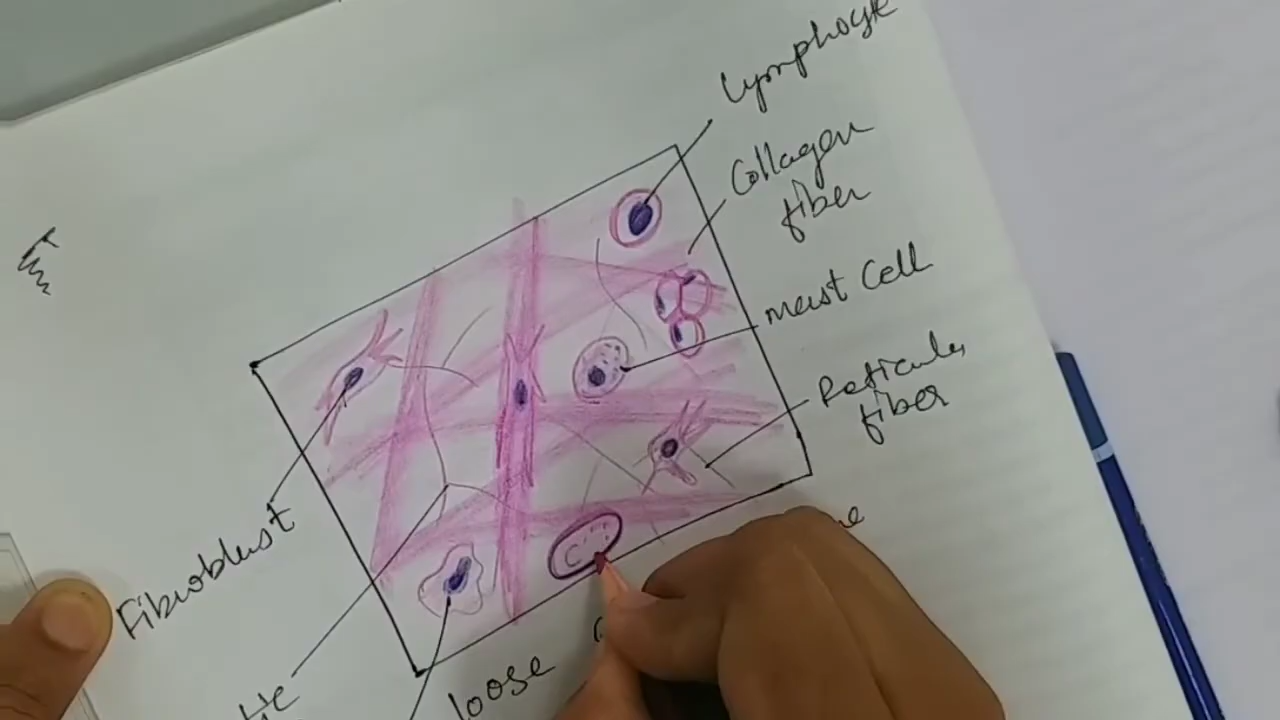 Lymphocyte
Collagen
fiber
mast Cell
Reticular
fiber
Fibroblast
loose